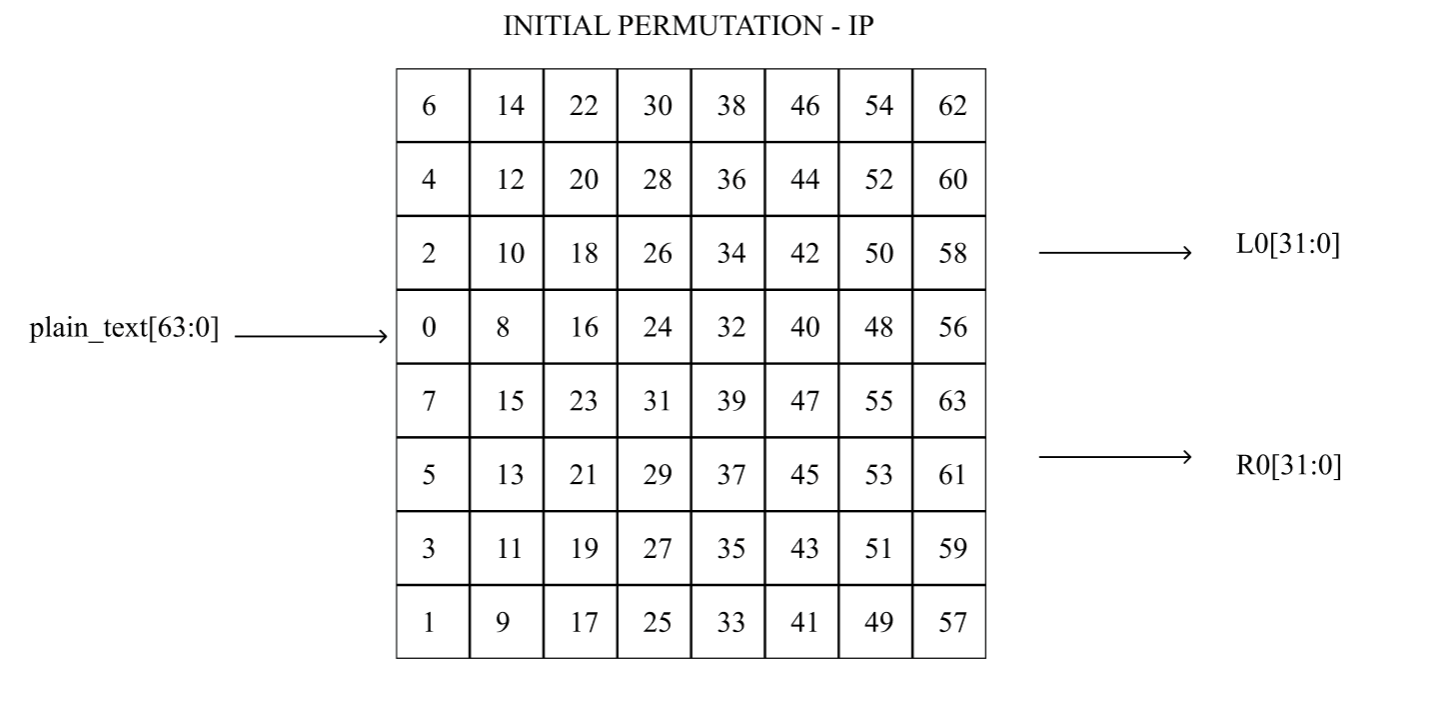 INITIAL PERMUTATION - IP
6 14 22 30 38 46 54 62
4 12 20 28 36 44 52 60
2 10 18 26 34 42 50 58
L0[31:0]
plain_text[63:0]
0 8 16 24 32 40 48 56
7 15 23 31 39 47 55 63
5 13 21 29 37 45 53 61
R0[31:0]
3 11 19 27 35 43 51 59
1 9 17 25 33 41 49 57